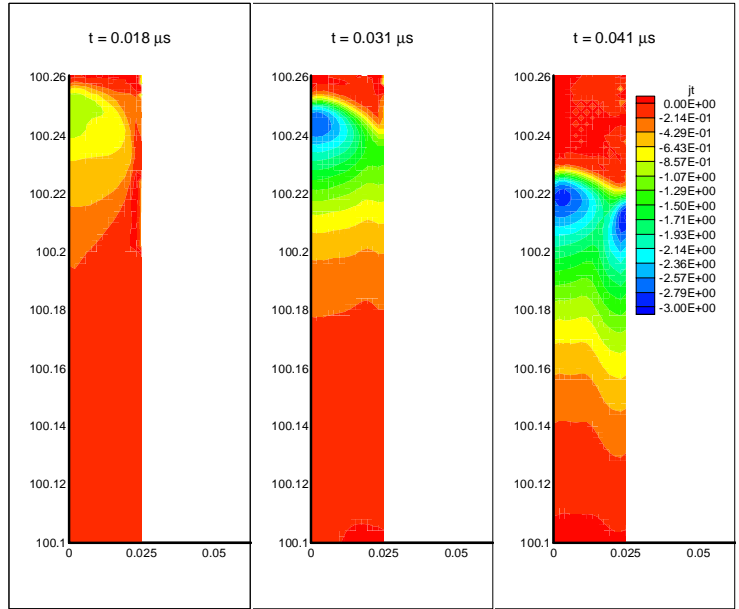 t = 0.018 μs
100.26
100.24
100.22
100.2
100.18
100.16
100.14
100.12
100.1
0 0.025 0.05
t = 0.031 μs
100.26
100.24
100.22
100.2
100.18
100.16
100.14
100.12
100.1
0 0.025 0.05
t = 0.041 μs
100.26
100.24
100.22
100.2
100.18
100.16
100.14
100.12
100.1
0 0.025 0.05
jt
0.00E+00
-2.14E-01
-4.29E-01
-6.43E-01
-8.57E-01
-1.07E+00
-1.29E+00
-1.50E+00
-1.71E+00
-1.93E+00
-2.14E+00
-2.36E+00
-2.57E+00
-2.79E+00
-3.00E+00